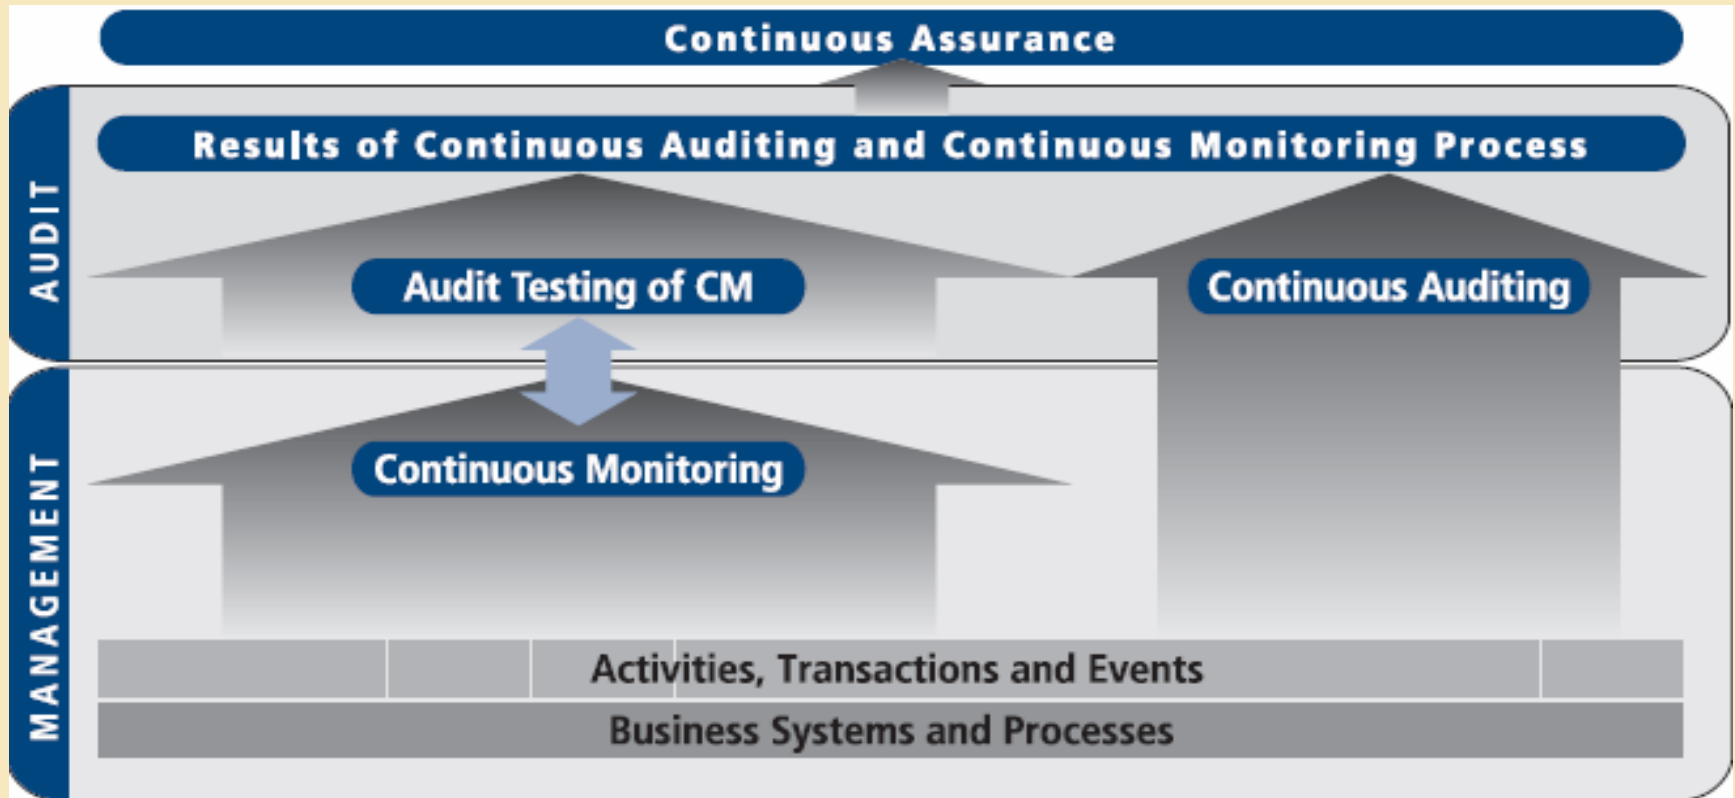 Continuous Assurance
AUDIT
Results of Continuous Auditing and Continuous Monitoring Process
Audit Testing of CM
Continuous Auditing
MANAGEMENT
Continuous Monitoring
Activities, Transactions and Events
Business Systems and Processes